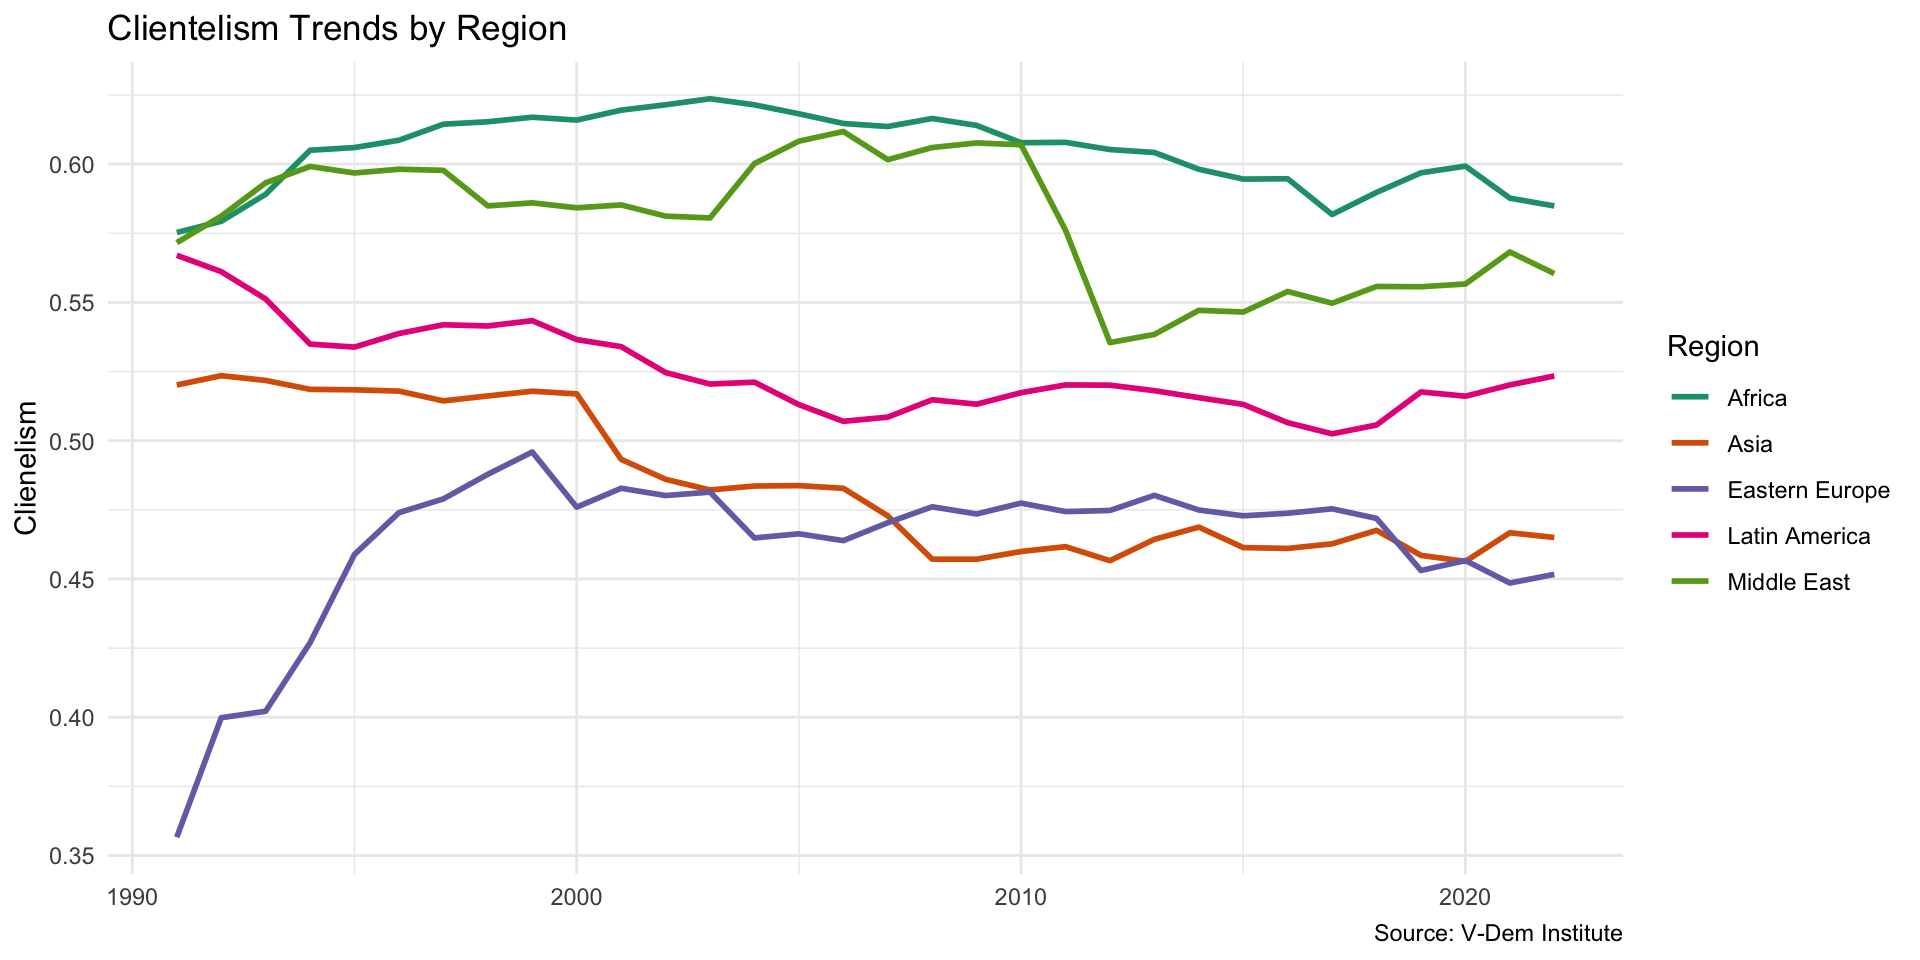 Clientelism Trends by Region
Clienelism
0.60
0.55
0.50
0.45
0.40
0.35
1990
2000
2010
2020
Region
Africa
Asia
Eastern Europe
Latin America
Middle East
Source: V-Dem Institute